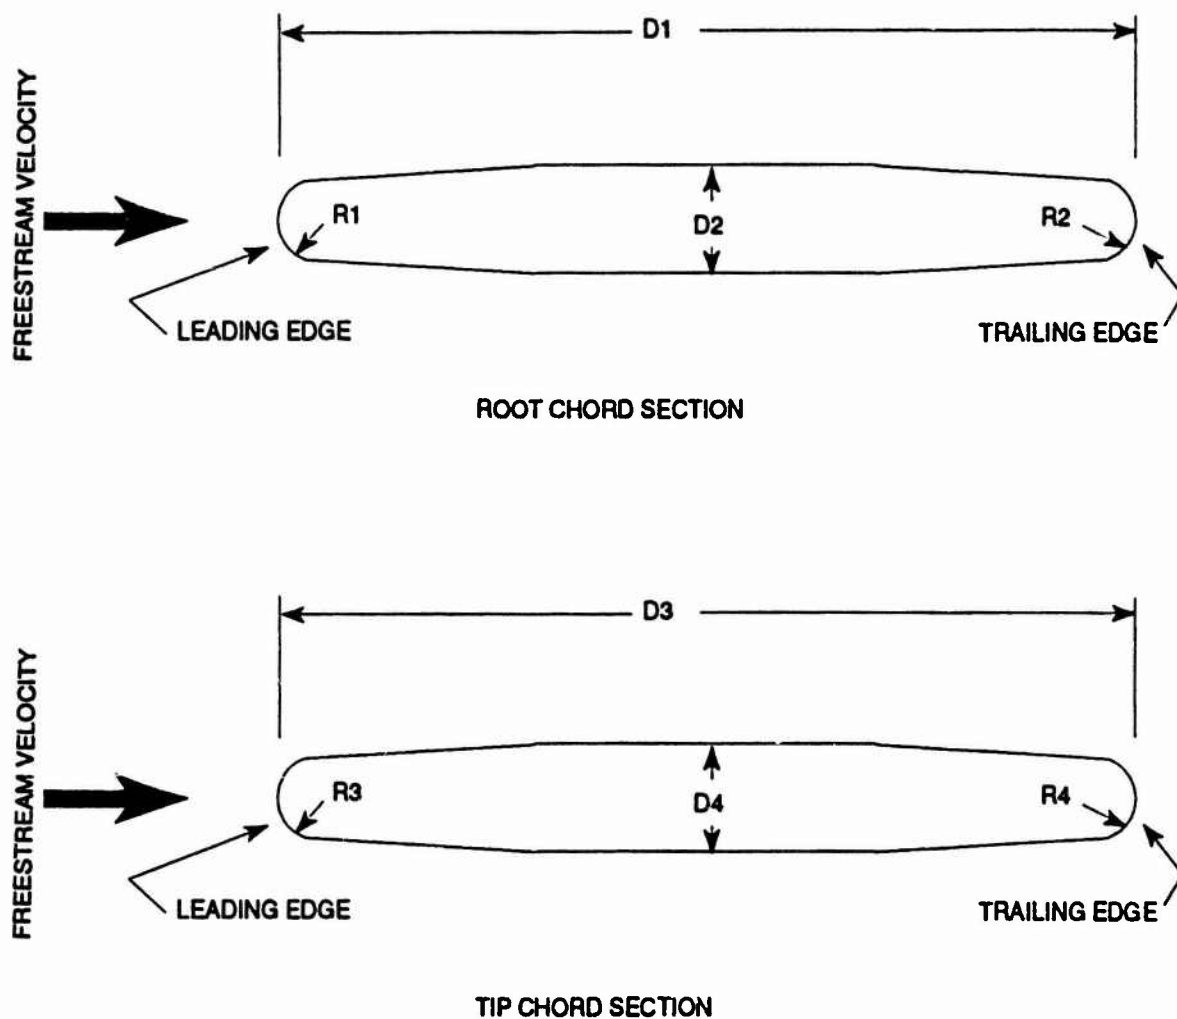 D1
FREESTREAM VELOCITY
R1
D2
R2
LEADING EDGE
TRAILING EDGE
ROOT CHORD SECTION
D3
FREESTREAM VELOCITY
R3
D4
R4
LEADING EDGE
TRAILING EDGE
TIP CHORD SECTION